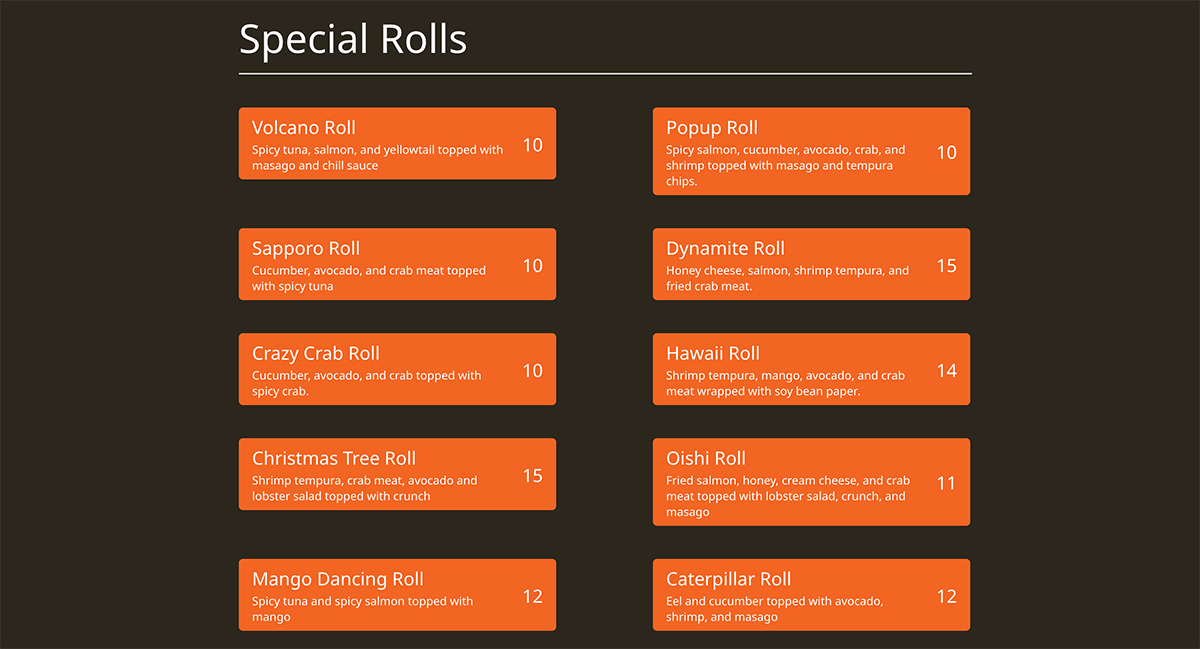 Special Rolls
Volcano Roll
Spicy tuna, salmon, and yellowtail topped with
masago and chill sauce
10
Popup Roll
Spicy salmon, cucumber, avocado, crab, and
shrimp topped with masago and tempura
chips.
10
Sapporo Roll
Cucumber, avocado, and crab meat topped
with spicy tuna
10
Dynamite Roll
Honey cheese, salmon, shrimp tempura, and
fried crab meat.
15
Crazy Crab Roll
Cucumber, avocado, and crab topped with
spicy crab.
10
Hawaii Roll
Shrimp tempura, mango, avocado, and crab
meat wrapped with soy bean paper.
14
Christmas Tree Roll
Shrimp tempura, crab meat, avocado and
lobster salad topped with crunch
15
Oishi Roll
Fried salmon, honey, cream cheese, and crab
meat topped with lobster salad, crunch, and
masago
11
Mango Dancing Roll
Spicy tuna and spicy salmon topped with
mango
12
Caterpillar Roll
Eel and cucumber topped with avocado,
shrimp, and masago
12